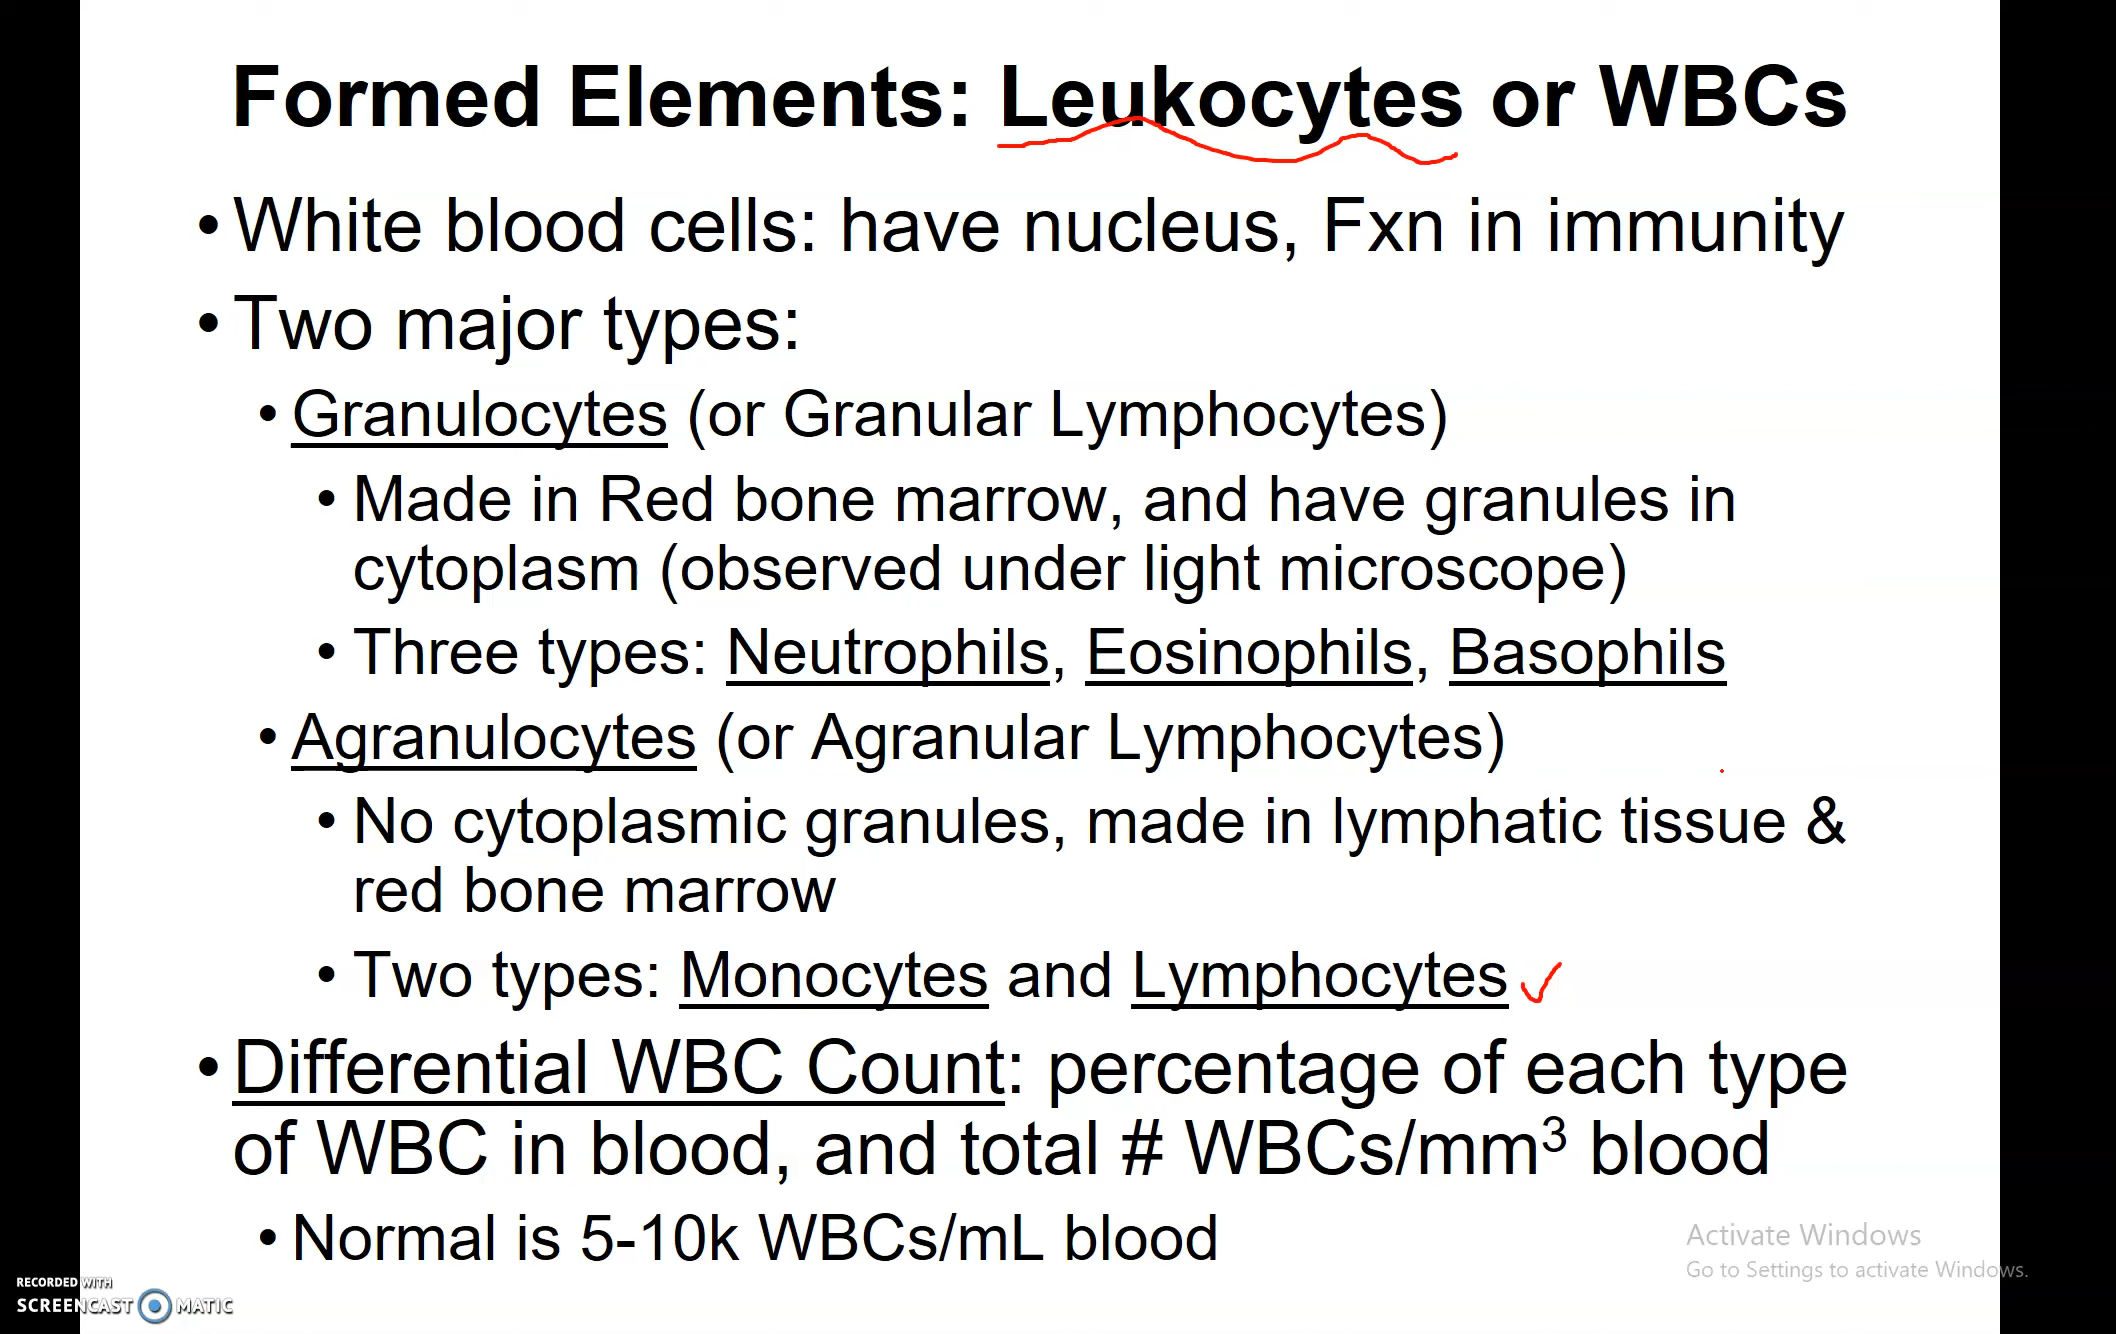 Formed Elements: Leukocytes or WBCs
• White blood cells: have nucleus, Fxn in immunity
• Two major types:
• Granulocytes (or Granular Lymphocytes)
• Made in Red bone marrow, and have granules in
cytoplasm (observed under light microscope)
• Three types: Neutrophils, Eosinophils, Basophils
• Agranulocytes (or Agranular Lymphocytes)
• No cytoplasmic granules, made in lymphatic tissue &
red bone marrow
• Two types: Monocytes and Lymphocytes
• Differential WBC Count: percentage of each type
of WBC in blood, and total # WBCs/mm³ blood
• Normal is 5-10k WBCs/mL blood
Activate Windows
Go to Settings to activate Windows.
RECORDED WITH
SCREENCAST MATIC